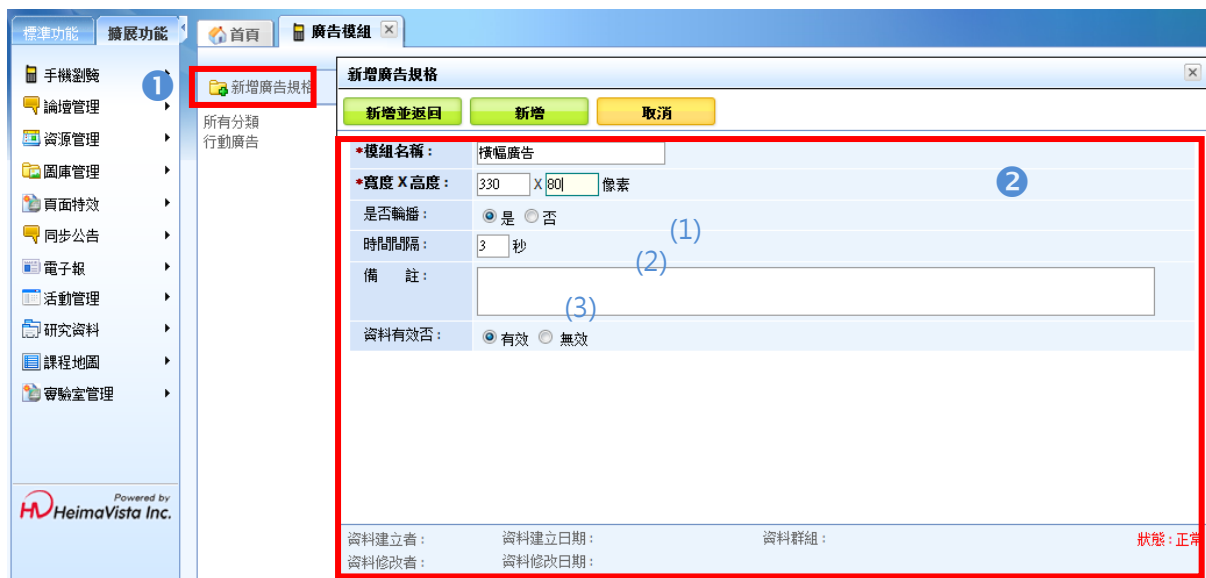 標準功能 擴展功能 首頁 廣告模組
手機瀏覽
論壇管理
資源管理
圖庫管理
頁面特效
同步公告
電子報
活動管理
研究資料
課程地圖
實驗室管理
Powered by
HeimaVista Inc.
1
新增廣告規格
所有分類
行動廣告
新增廣告規格
新增並返回 新增 取消
*模組名稱: 橫幅廣告
*寬度 X 高度: 330 X 80 像素
2
是否輪播: 是 否
(1)
時間間隔: 3 秒
(2)
備 註:
(3)
資料有效否: 有效 無效
資料建立者: 資料建立日期: 資料群組: 狀態:正常
資料修改者: 資料修改日期: